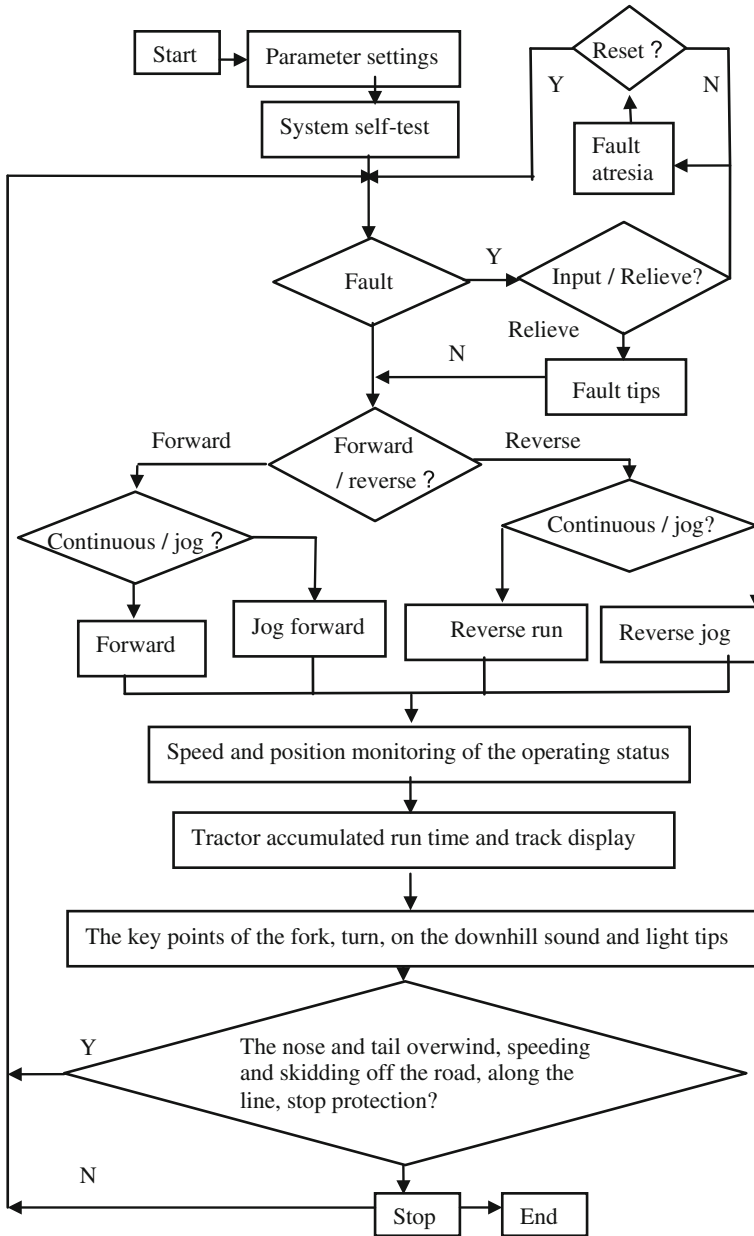 Start
Parameter settings
Reset ?
Y
N
System self-test
Fault
atresia
Fault
Y
Input / Relieve?
Relieve
N
Fault tips
Forward
Forward
/ reverse ?
Reverse
Continuous / jog ?
Continuous / jog?
Forward
Jog forward
Reverse run
Reverse jog
Speed and position monitoring of the operating status
Tractor accumulated run time and track display
The key points of the fork, turn, on the downhill sound and light tips
Y
The nose and tail overwind, speeding
and skidding off the road, along the
line, stop protection?
N
Stop
End